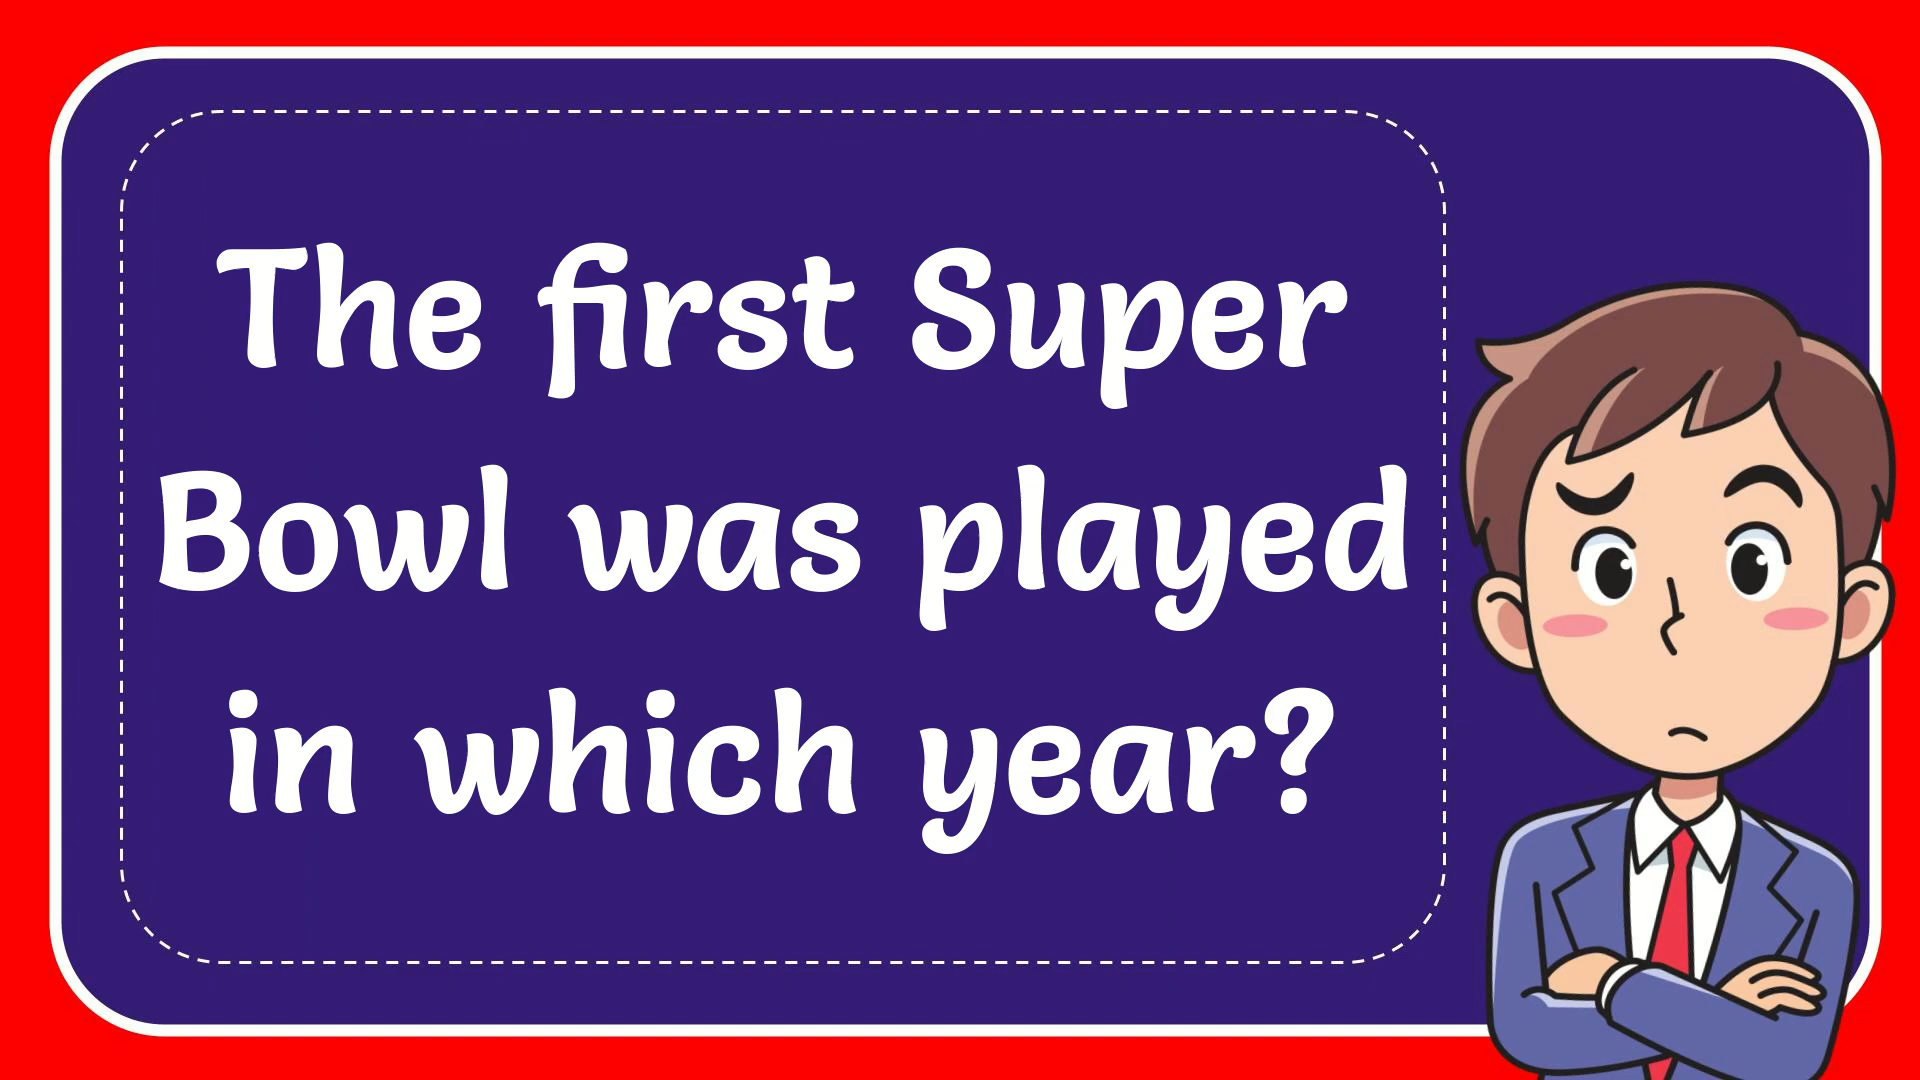 The first Super
Bowl was played
in which year?